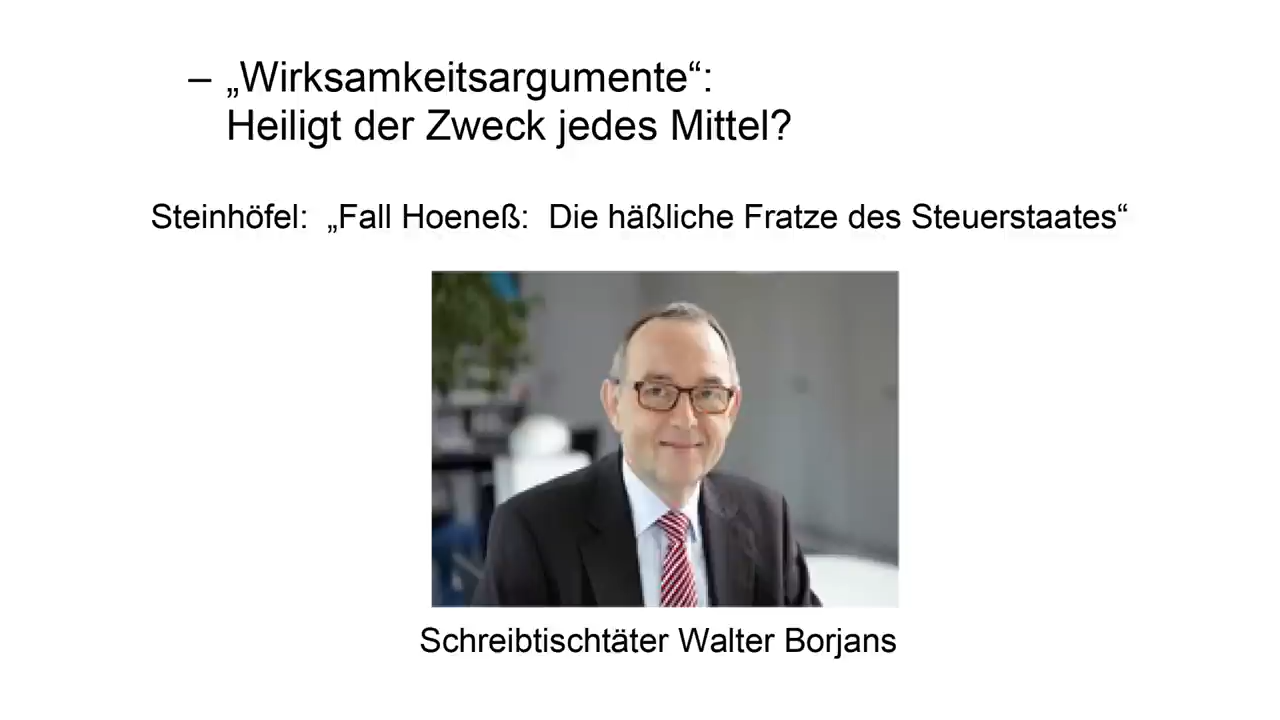 – „Wirksamkeitsargumente“:
Heiligt der Zweck jedes Mittel?
Steinhöfel: „Fall Hoeneß: Die häßliche Fratze des Steuerstaates“
Schreibtischtäter Walter Borjans